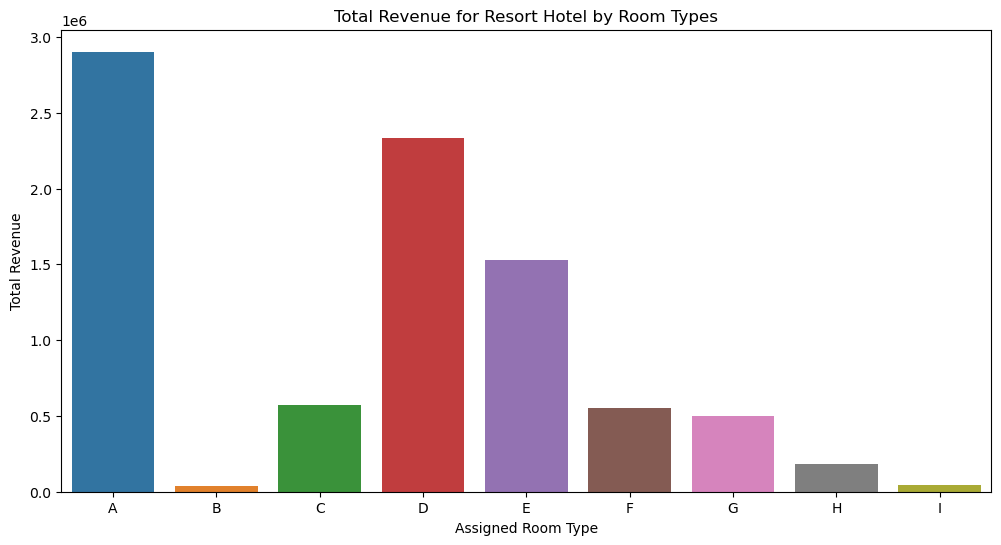 Total Revenue for Resort Hotel by Room Types
1e6
3.0
2.5
2.0
1.5
1.0
0.5
0.0
Total Revenue
A B C D E F G H I
Assigned Room Type